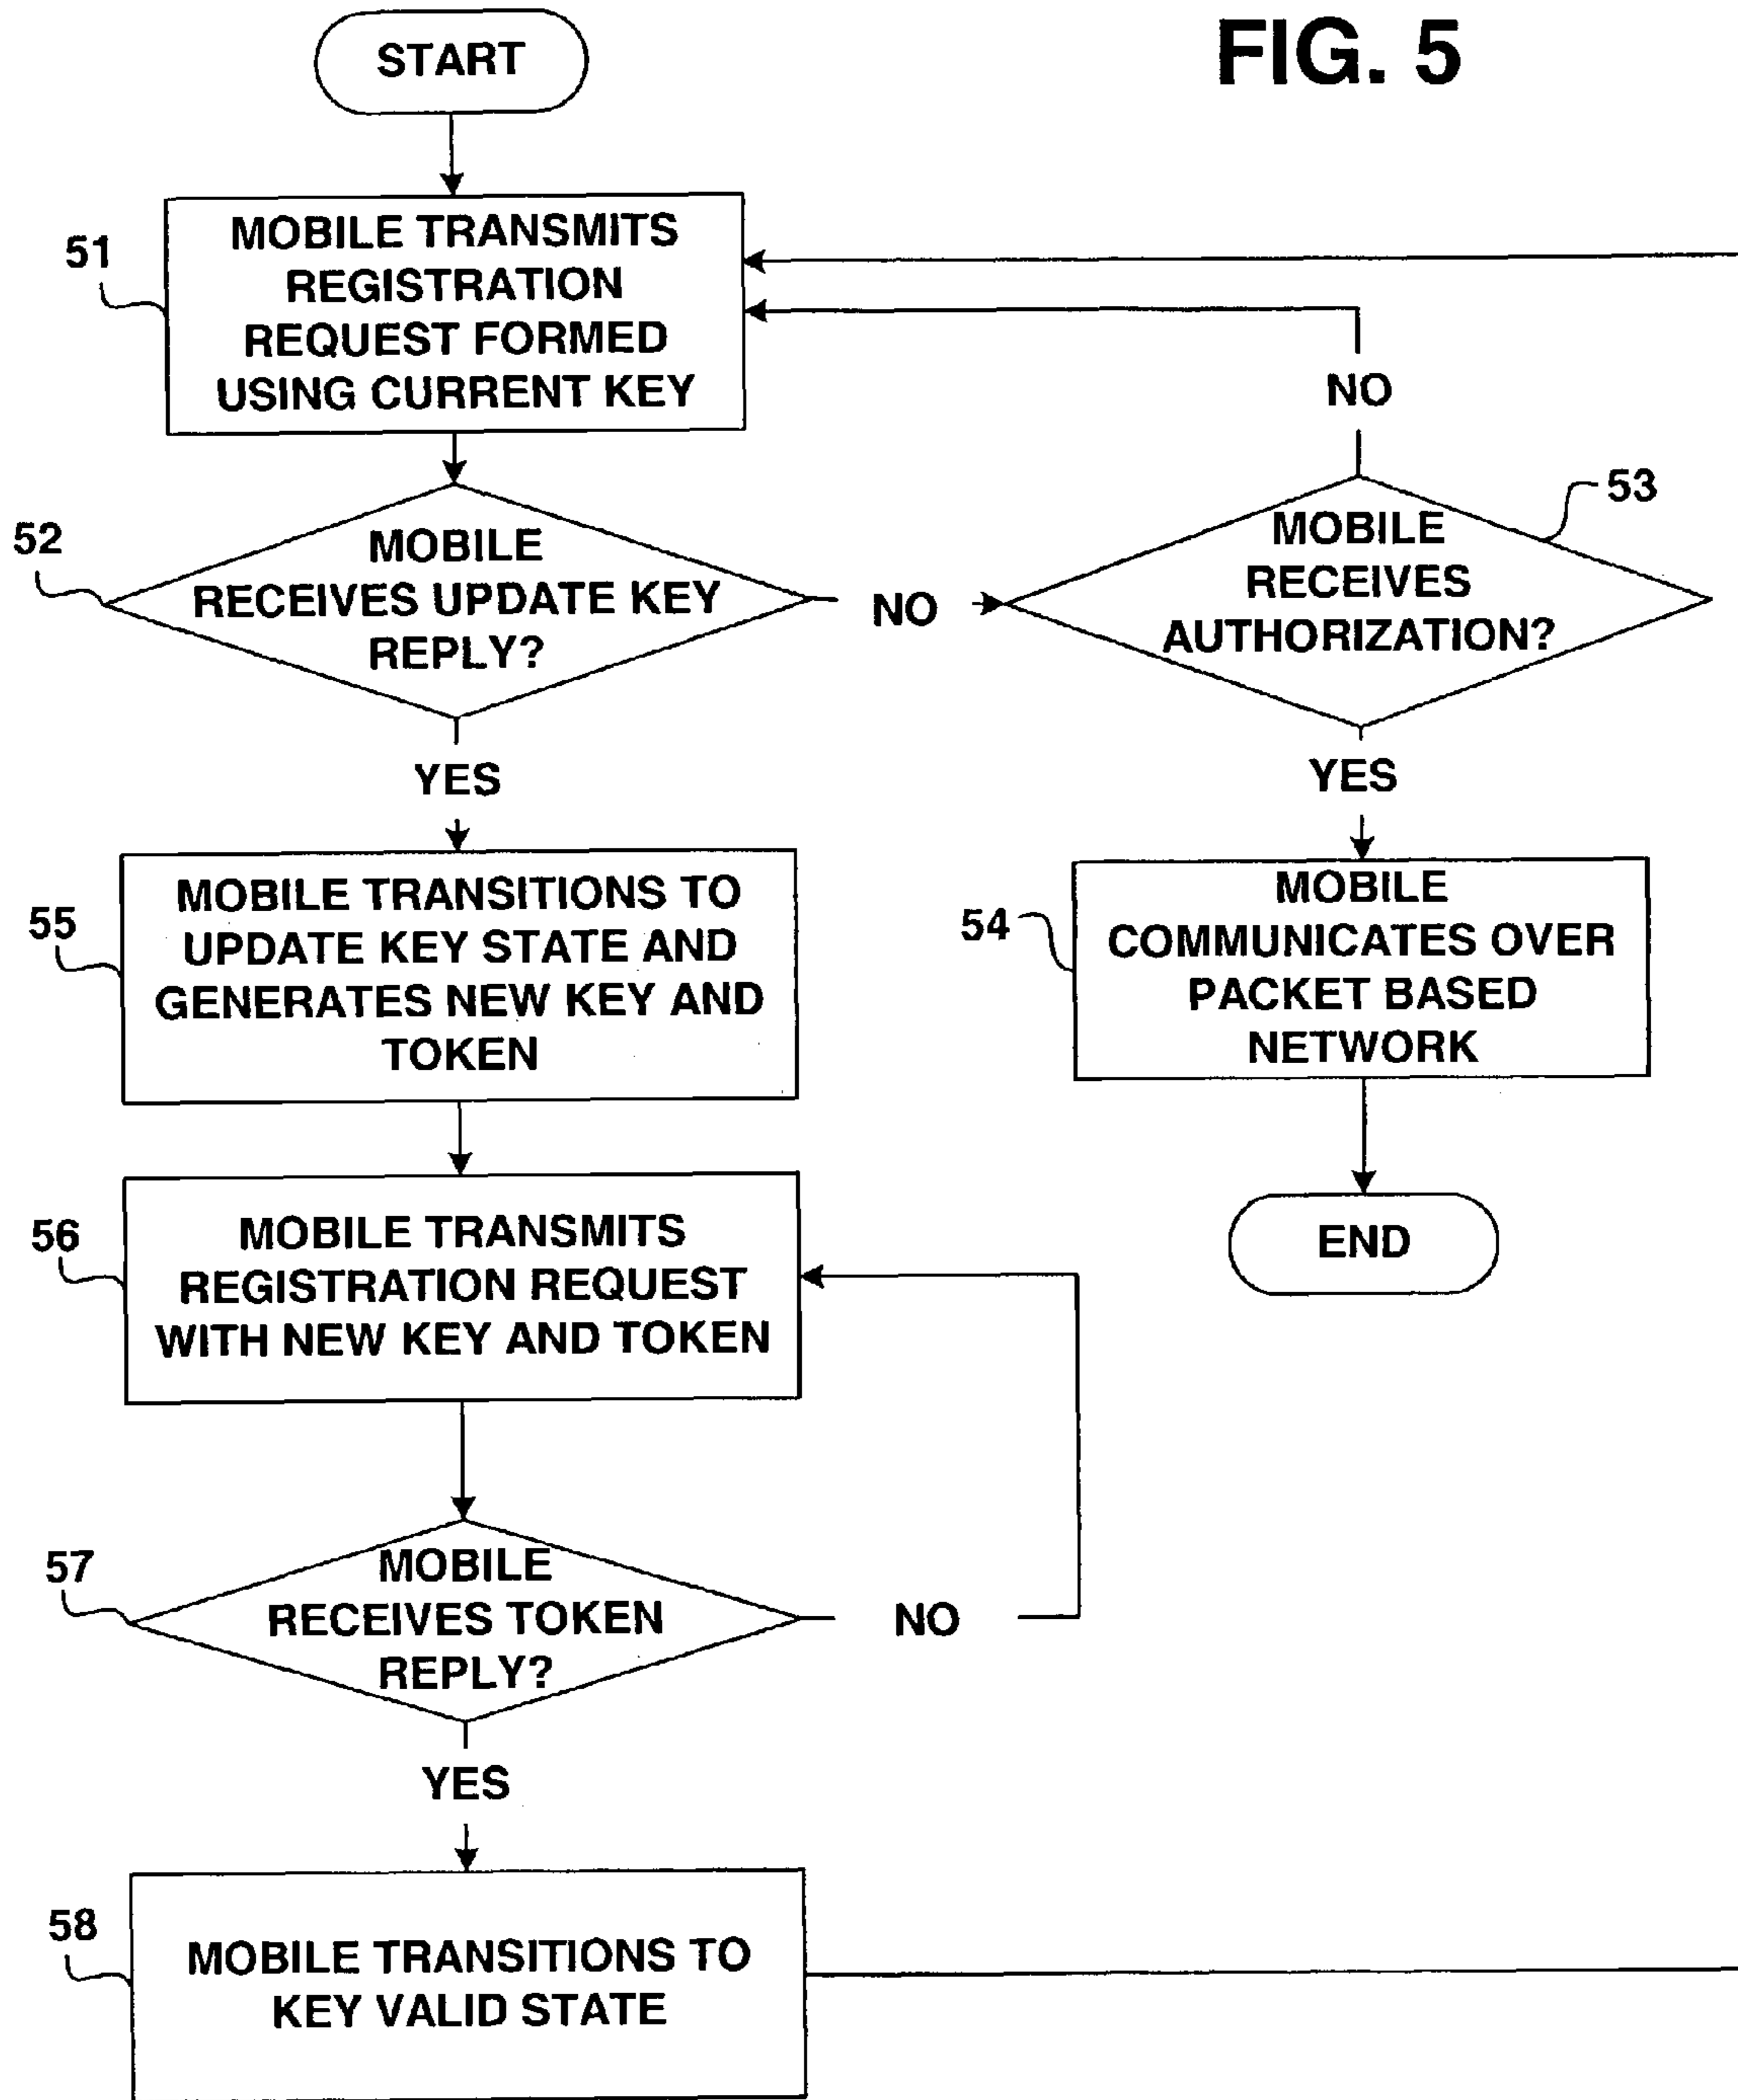 FIG. 5
START
51
MOBILE TRANSMITS
REGISTRATION
REQUEST FORMED
USING CURRENT KEY
52
MOBILE
RECEIVES UPDATE KEY
REPLY?
NO
53
MOBILE
RECEIVES
AUTHORIZATION?
NO
YES
YES
54
MOBILE
COMMUNICATES OVER
PACKET BASED
NETWORK
END
55
MOBILE TRANSITIONS TO
UPDATE KEY STATE AND
GENERATES NEW KEY AND
TOKEN
56
MOBILE TRANSMITS
REGISTRATION REQUEST
WITH NEW KEY AND TOKEN
57
MOBILE
RECEIVES TOKEN
REPLY?
NO
YES
58
MOBILE TRANSITIONS TO
KEY VALID STATE